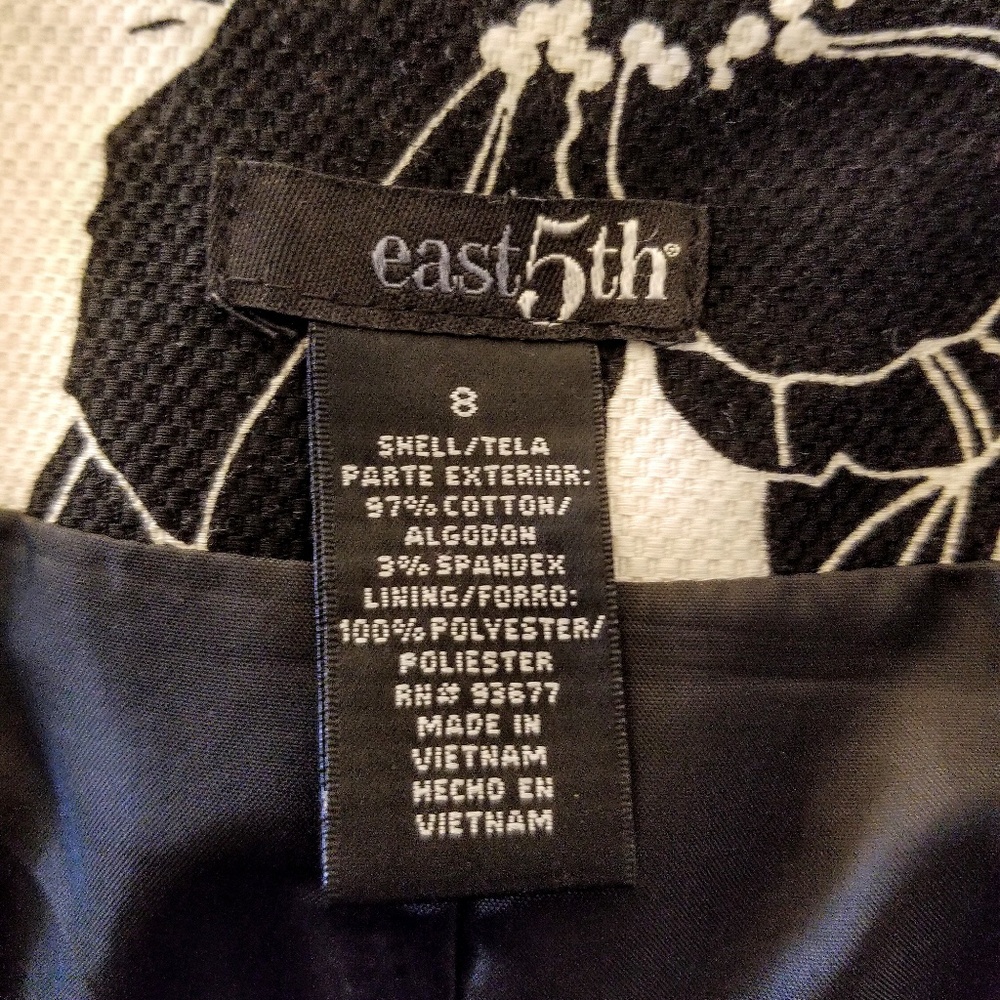 east5th®
8
SHELL/TELA
PARTE EXTERIOR:
97% COTTON/
ALGODON
3% SPANDEX
LINING/FORRO:
100% POLYESTER/
POLIESTER
RN# 93677
MADE IN
VIETNAM
HECHO EN
VIETNAM